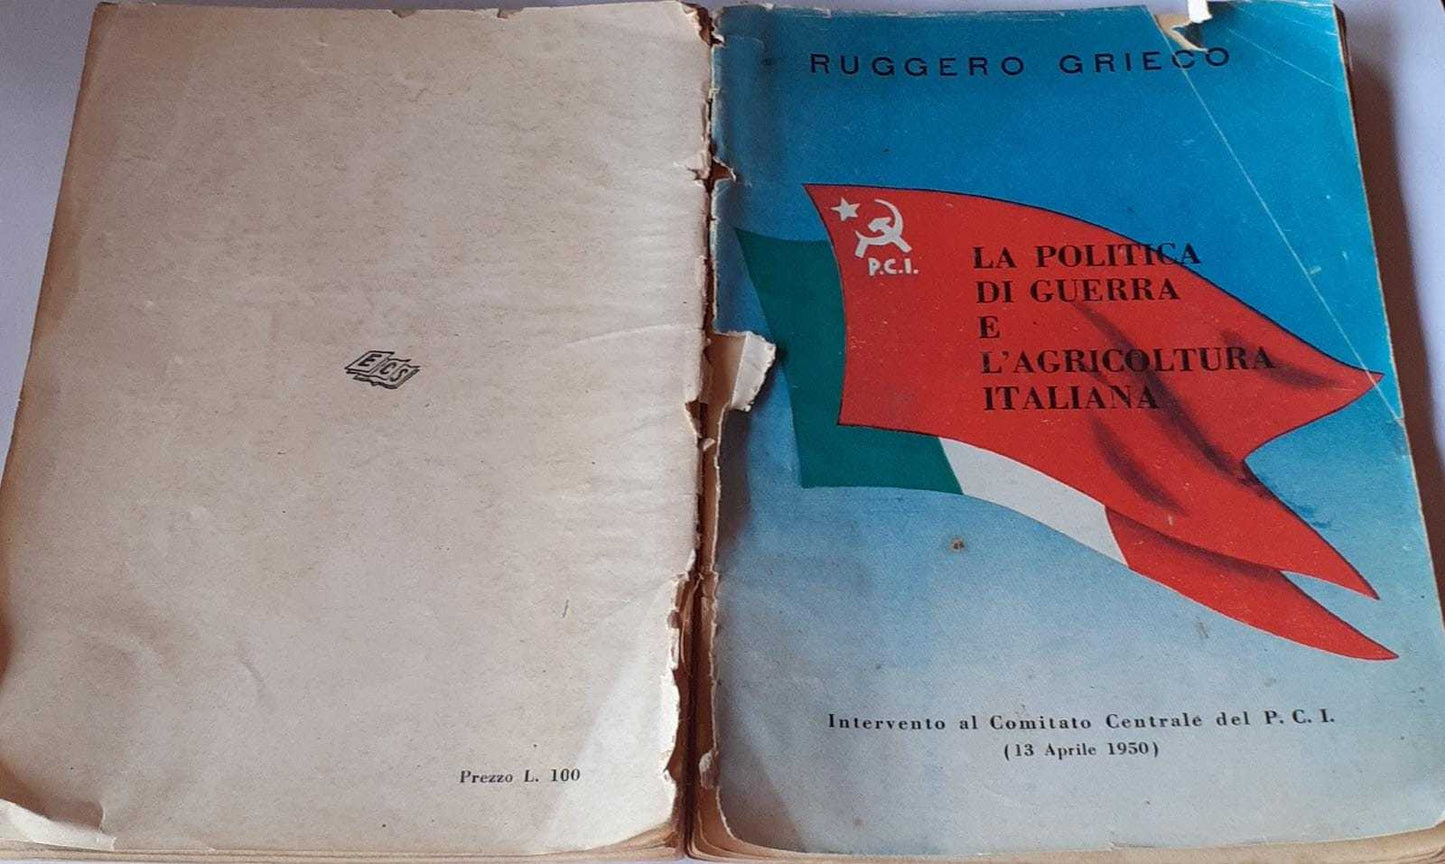 ECS
Prezzo L. 100
RUGGERO GRIECO
P.C.I.
LA POLITICA
DI GUERRA
E
L'AGRICOLTURA
ITALIANA
Intervento al Comitato Centrale del P. C. I.
(13 Aprile 1950)